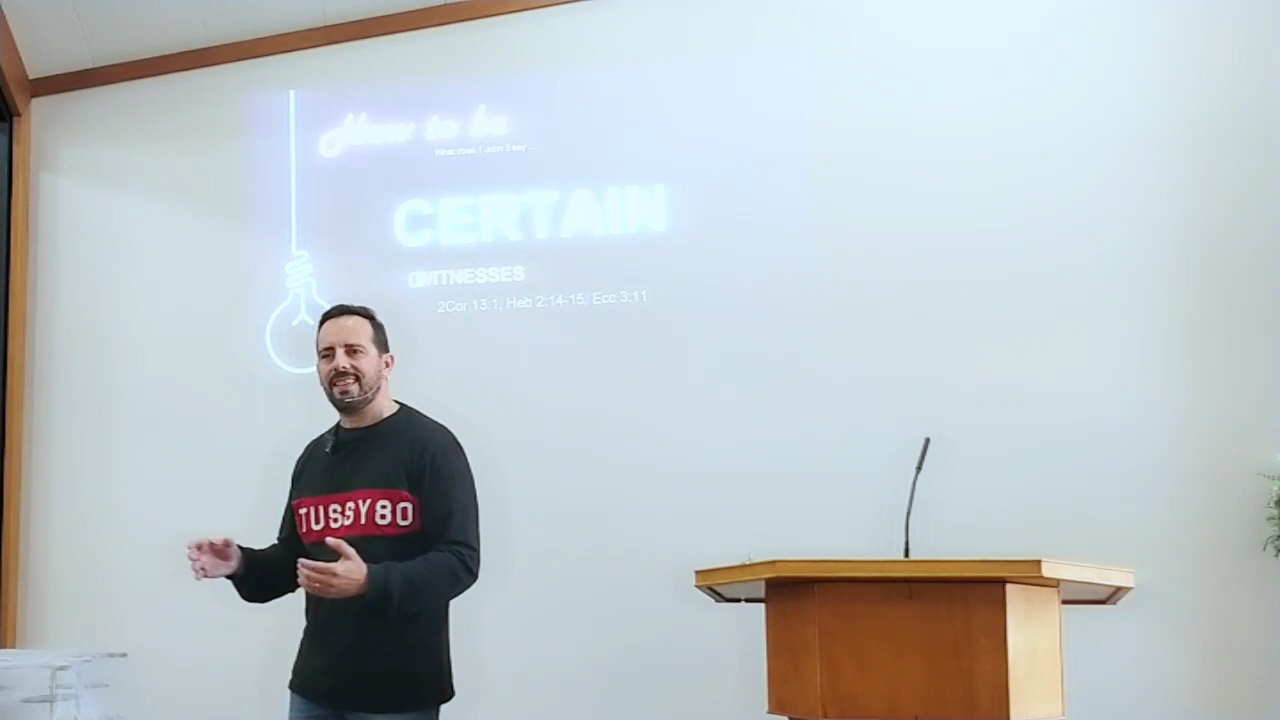 How to be
What does 1 John 5 say...
CERTAIN
WITNESSES
2Cor 13:1, Heb 2:14-15, Ecc 3:11
TUSSY80